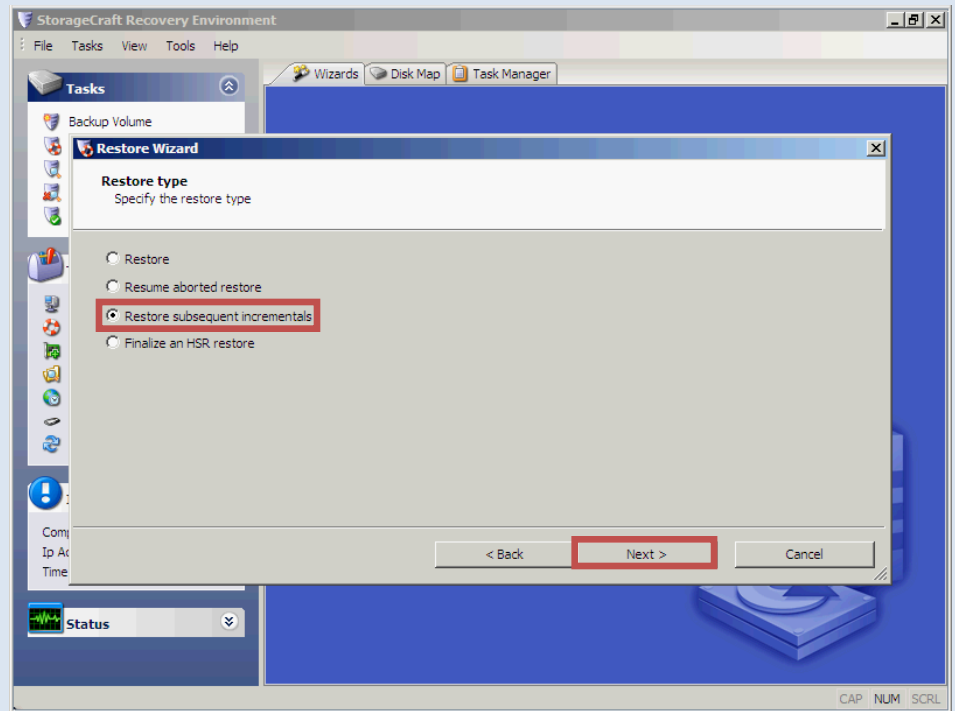 StorageCraft Recovery Environment
File Tasks View Tools Help
Wizards Disk Map Task Manager
Tasks
Backup Volume
Restore Wizard
Restore type
Specify the restore type
Restore
Resume aborted restore
Restore subsequent incrementals
Finalize an HSR restore
Ip
Time
< Back Next > Cancel
Status
CAP NUM SCRL